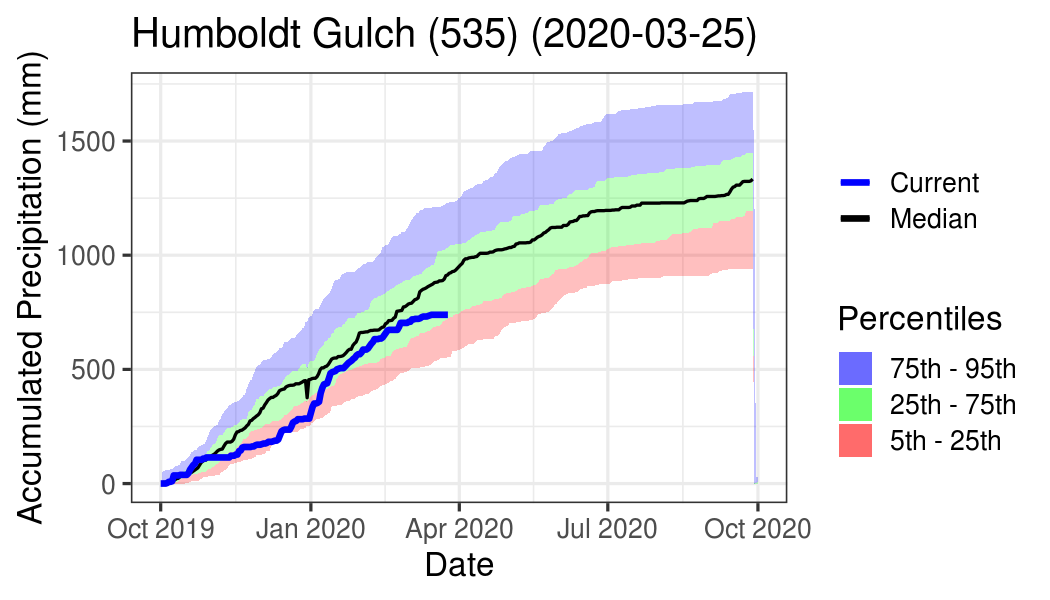 Humboldt Gulch (535) (2020-03-25)
Accumulated Precipitation (mm)
1500
1000
500
0
Oct 2019
Jan 2020
Apr 2020
Jul 2020
Oct 2020
Date
Current
Median
Percentiles
75th - 95th
25th - 75th
5th - 25th